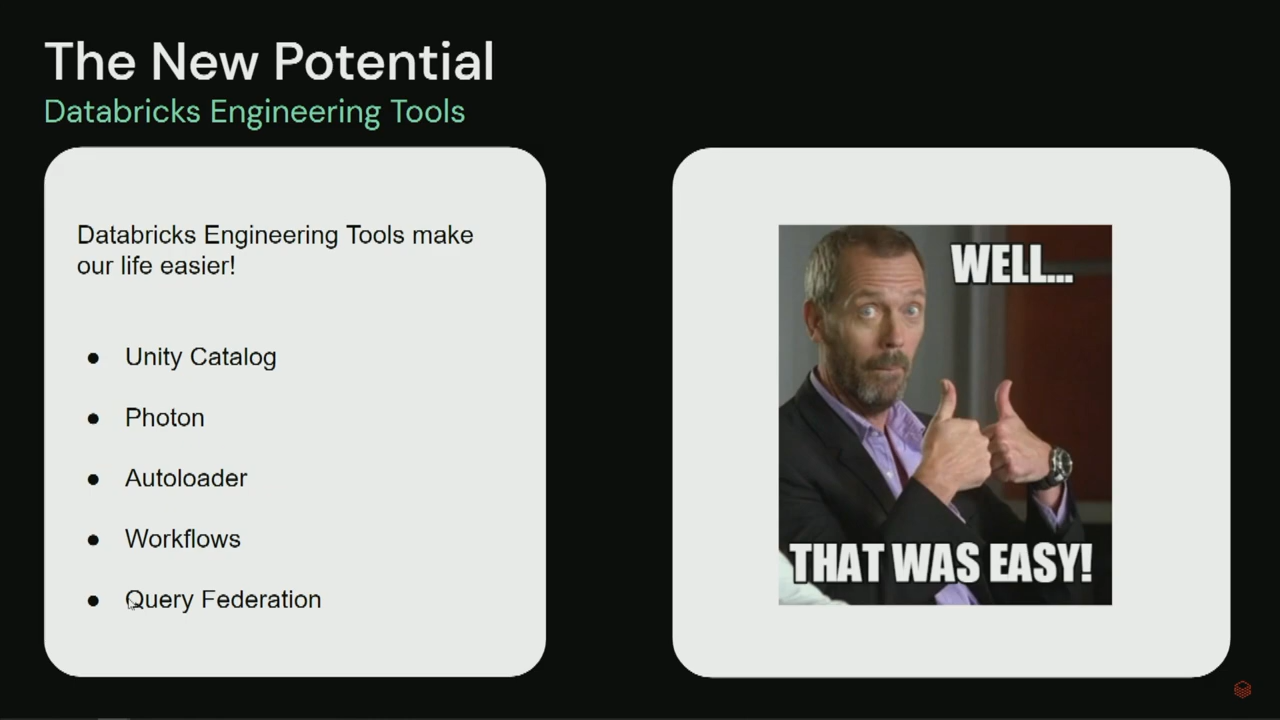 The New Potential
Databricks Engineering Tools
Databricks Engineering Tools make
our life easier!
● Unity Catalog
● Photon
● Autoloader
● Workflows
● Query Federation
WELL...
THAT WAS EASY!